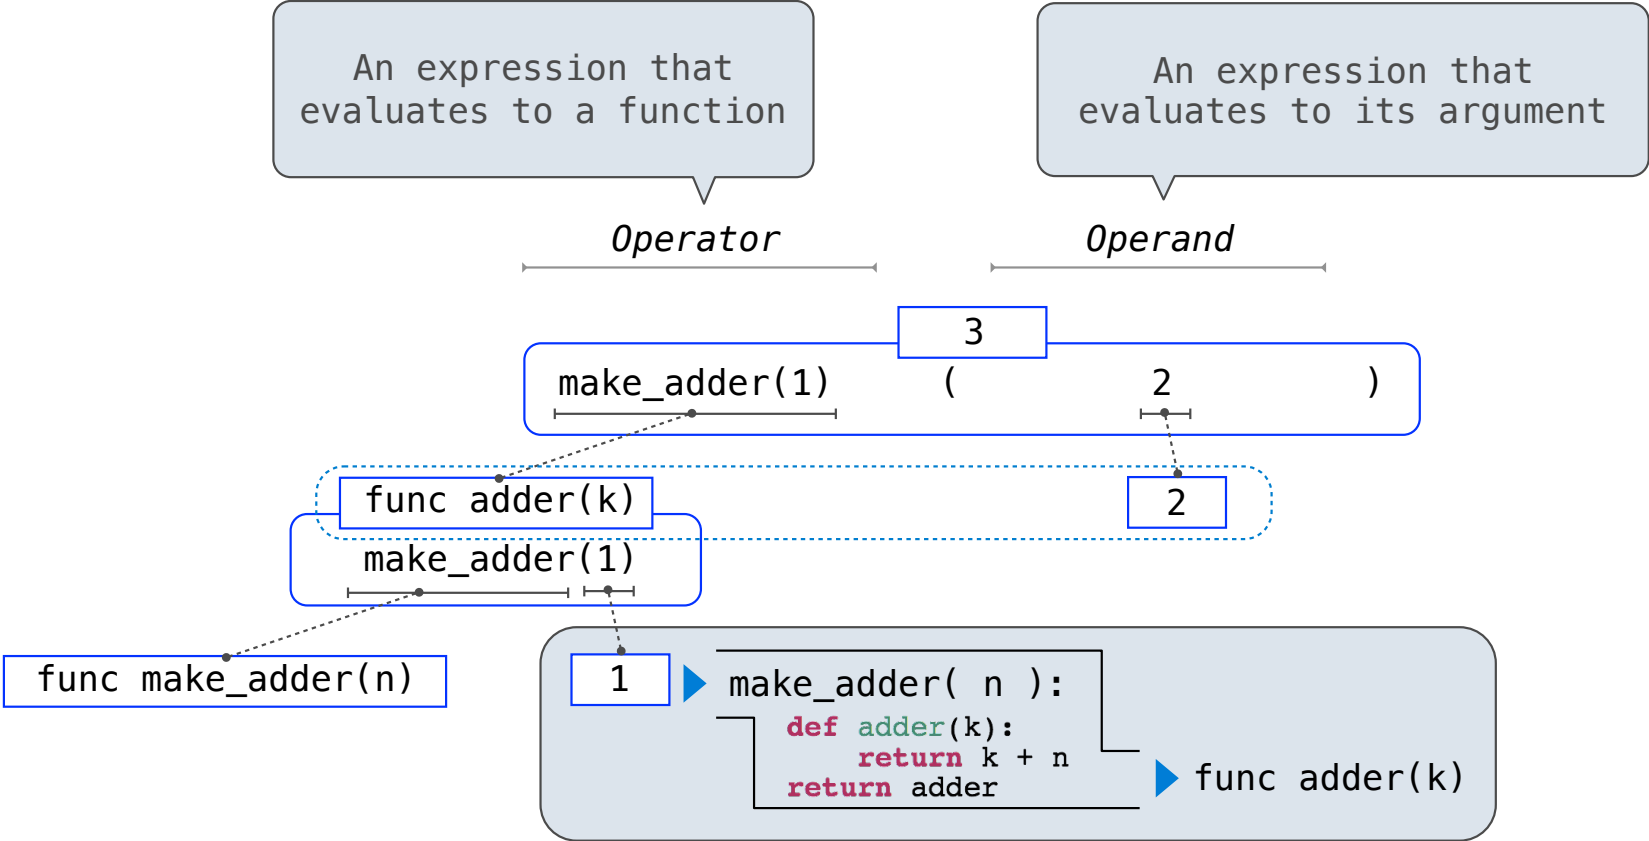 An expression that
evaluates to a function
An expression that
evaluates to its argument
Operator
Operand
3
make_adder(1) ( 2 )
func adder(k)
2
make_adder(1)
func make_adder(n)
1
make_adder( n ):
def adder(k):
return k + n
return adder
func adder(k)